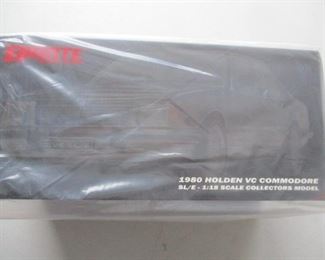 1980 HOLDEN VC COMMODORE
SL/E - 1:18 SCALE COLLECTORS MODEL